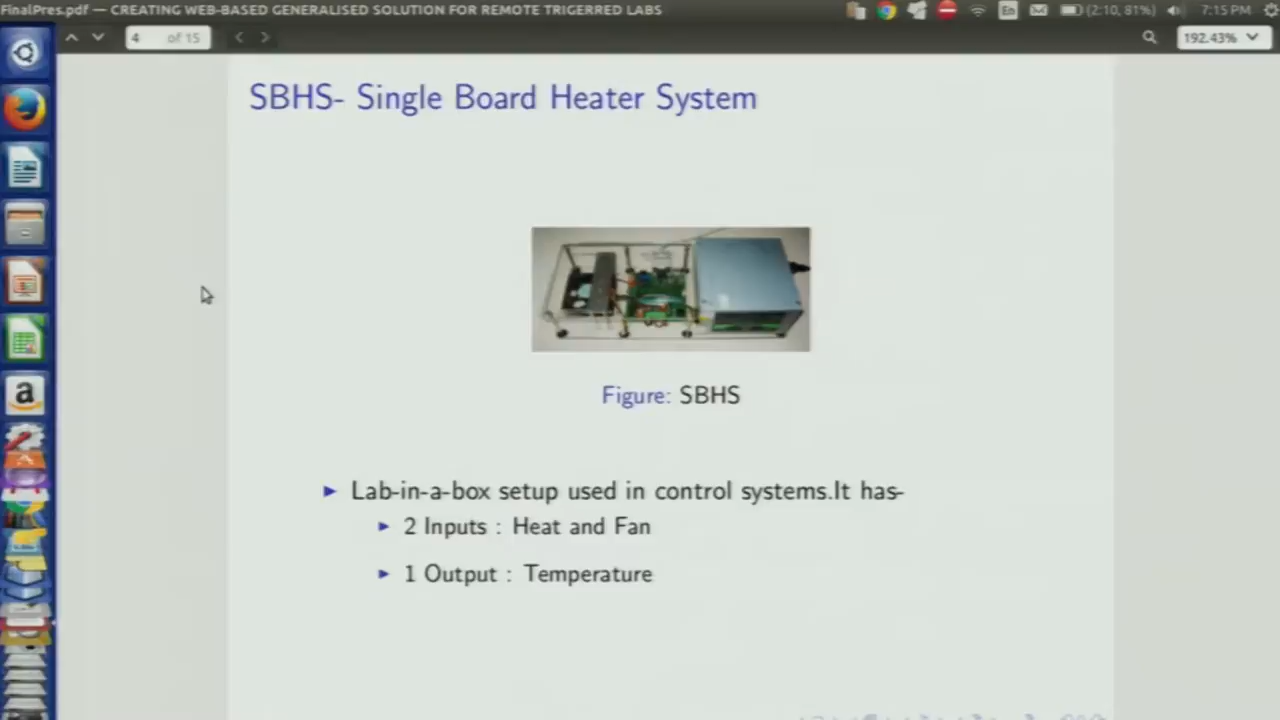 FinalPres.pdf — CREATING WEB-BASED GENERALISED SOLUTION FOR REMOTE TRIGERRED LABS
En
(2:10, 81%)
7:15 PM
4 of 15
192.43%
SBHS- Single Board Heater System
Figure: SBHS
Lab-in-a-box setup used in control systems.It has-
2 Inputs : Heat and Fan
1 Output : Temperature